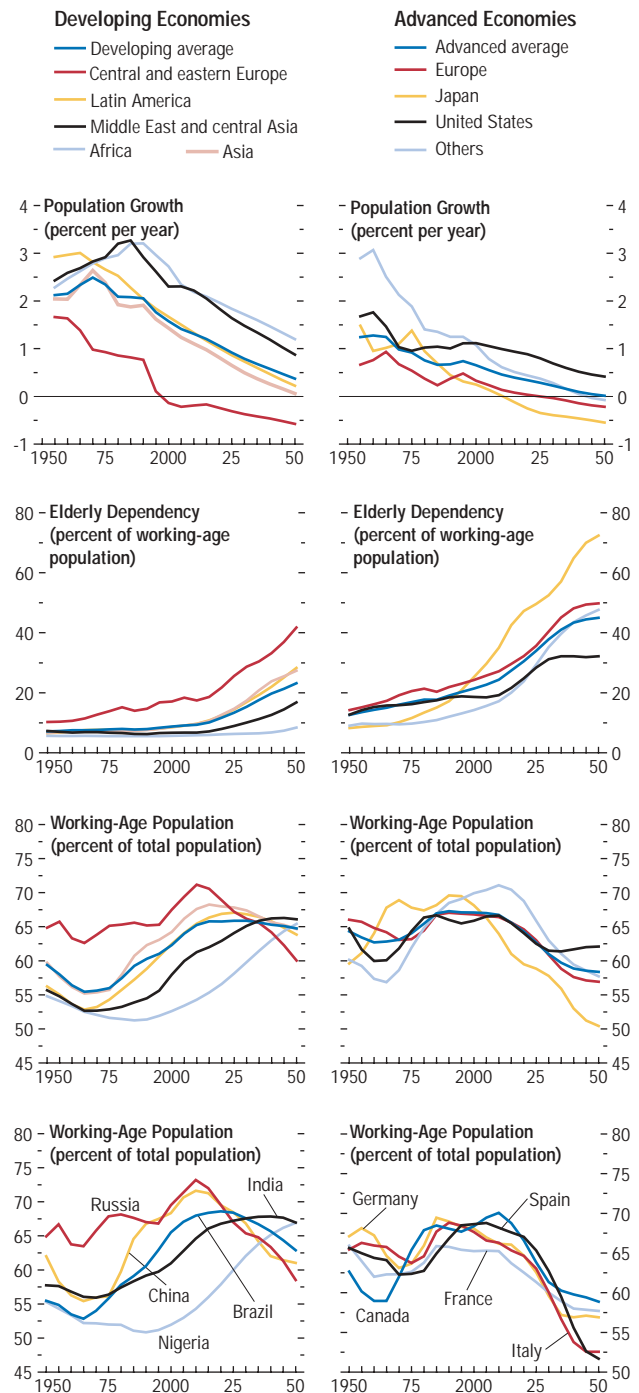 Developing Economies
Developing average
Central and eastern Europe
Latin America
Middle East and central Asia
Africa Asia
Advanced Economies
Advanced average
Europe
Japan
United States
Others
Population Growth
(percent per year)
4
3
2
1
0
-1
1950 75 2000 25 50
Population Growth
(percent per year)
4
3
2
1
0
-1
1950 75 2000 25 50
Elderly Dependency
(percent of working-age
population)
80
60
40
20
0
1950 75 2000 25 50
Elderly Dependency
(percent of working-age
population)
80
60
40
20
0
1950 75 2000 25 50
Working-Age Population
(percent of total population)
80
75
70
65
60
55
50
45
1950 75 2000 25 50
Working-Age Population
(percent of total population)
80
75
70
65
60
55
50
45
1950 75 2000 25 50
Working-Age Population
(percent of total population)
80
75
70
65
60
55
50
45
Russia
India
China
Brazil
Nigeria
1950 75 2000 25 50
Working-Age Population
(percent of total population)
80
75
70
65
60
55
50
Germany
Spain
Canada
France
Italy
1950 75 2000 25 50